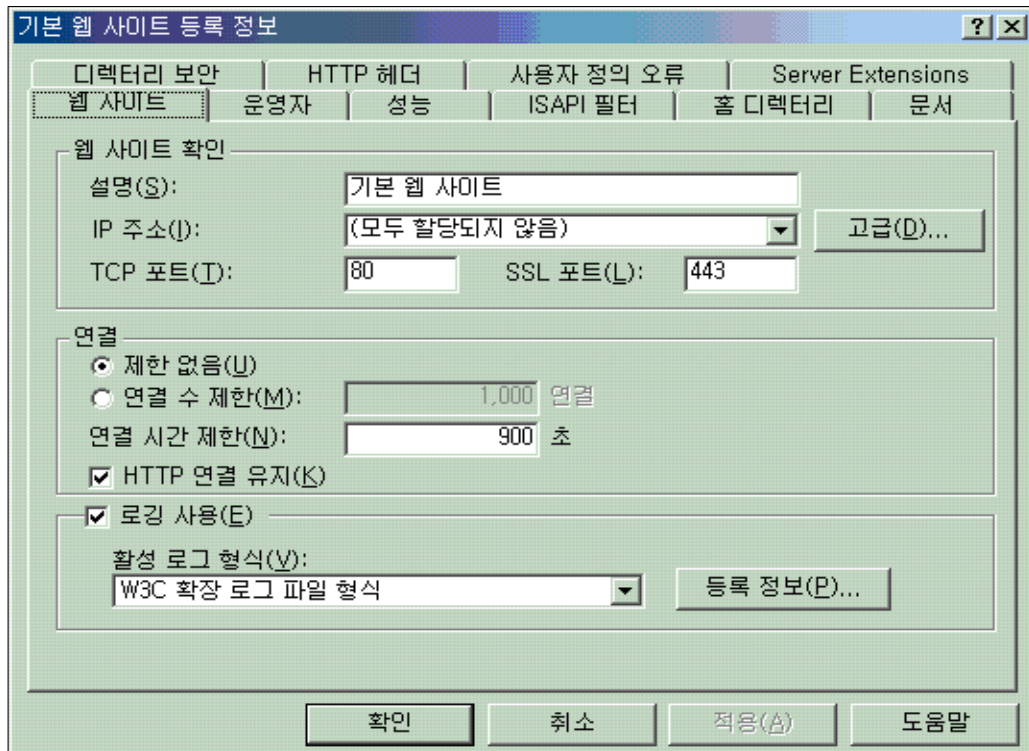 기본 웹 사이트 등록 정보
디렉터리 보안 HTTP 헤더 사용자 정의 오류 Server Extensions
웹 사이트 운영자 성능 ISAPI 필터 홈 디렉터리 문서
웹 사이트 확인
설명(S): 기본 웹 사이트
IP 주소(I): (모두 할당되지 않음) 고급(D)...
TCP 포트(T): 80 SSL 포트(L): 443
연결
제한 없음(U)
연결 수 제한(M): 1,000 연결
연결 시간 제한(N): 900 초
HTTP 연결 유지(K)
로깅 사용(E)
활성 로그 형식(V):
W3C 확장 로그 파일 형식 등록 정보(P)...
확인 취소 적용(A) 도움말